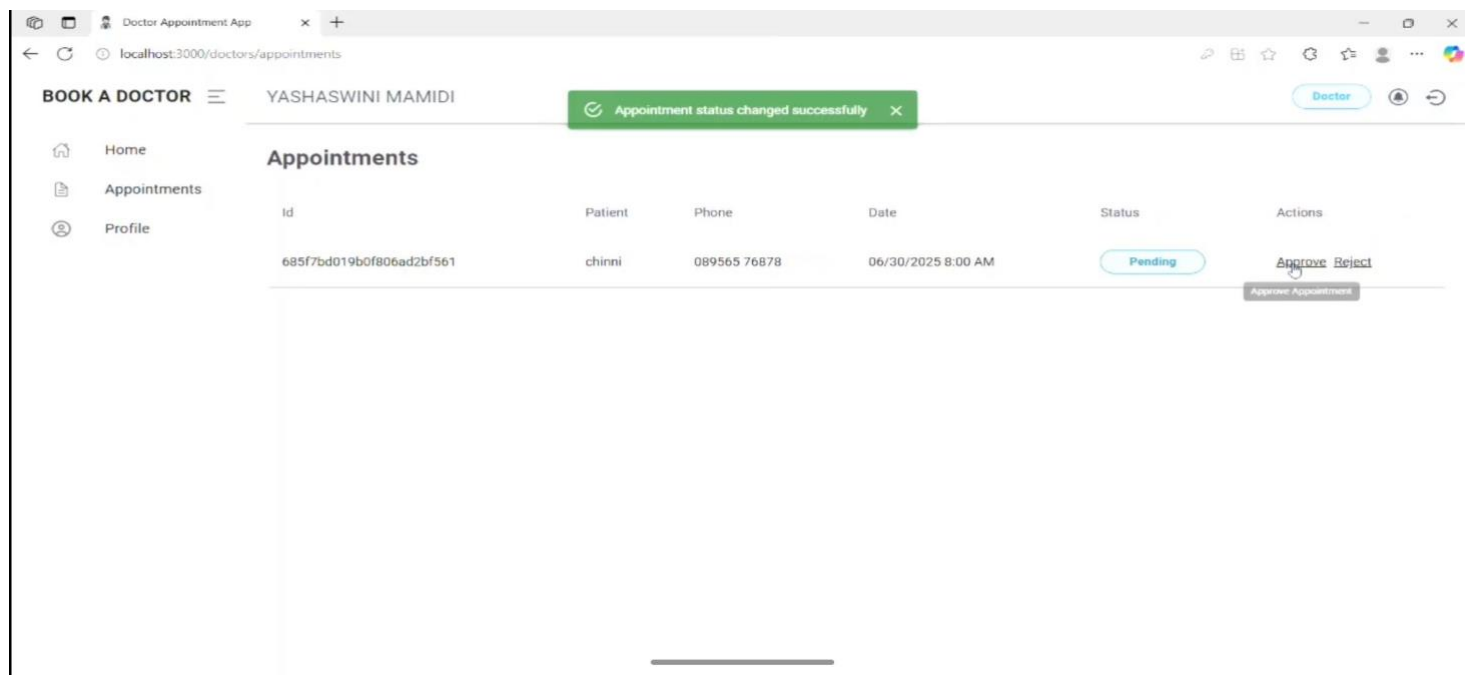 Doctor Appointment App
localhost:3000/doctors/appointments
BOOK A DOCTOR
YASHASWINI MAMIDI
Appointment status changed successfully
Doctor
Home
Appointments
Profile
Appointments
Id Patient Phone Date Status Actions
685f7bd019b0f806ad2bf561 chinni 089565 76878 06/30/2025 8:00 AM Pending Approve Reject
Approve Appointment